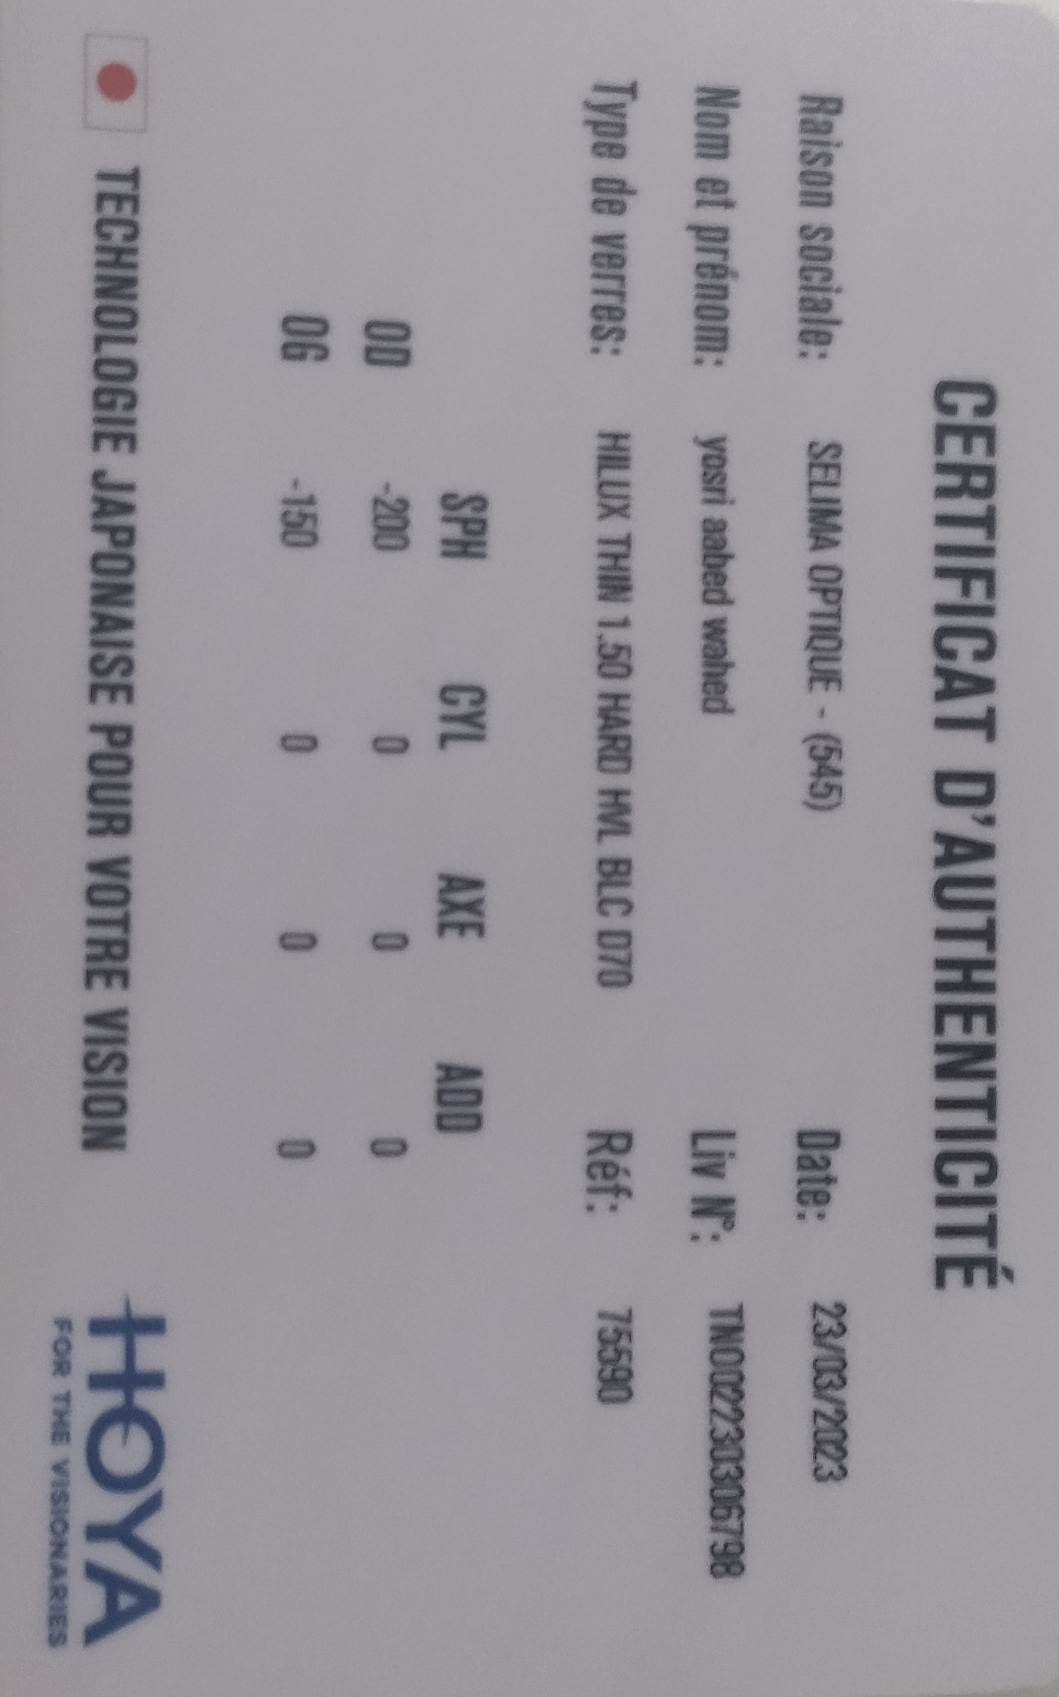 CERTIFICAT D'AUTHENTICITÉ
Raison sociale: SELIMA OPTIQUE - (545) Date: 23/03/2023
Nom et prénom: yosri aabed wahed Liv N°: TN002230306798
Type de verres: HILUX THIN 1.50 HARD HVL BLC D70 Réf: 75590
SPH CYL AXE ADD
OD -200 0 0 0
OG -150 0 0 0
TECHNOLOGIE JAPONAISE POUR VOTRE VISION
HOYA
FOR THE VISIONARIES